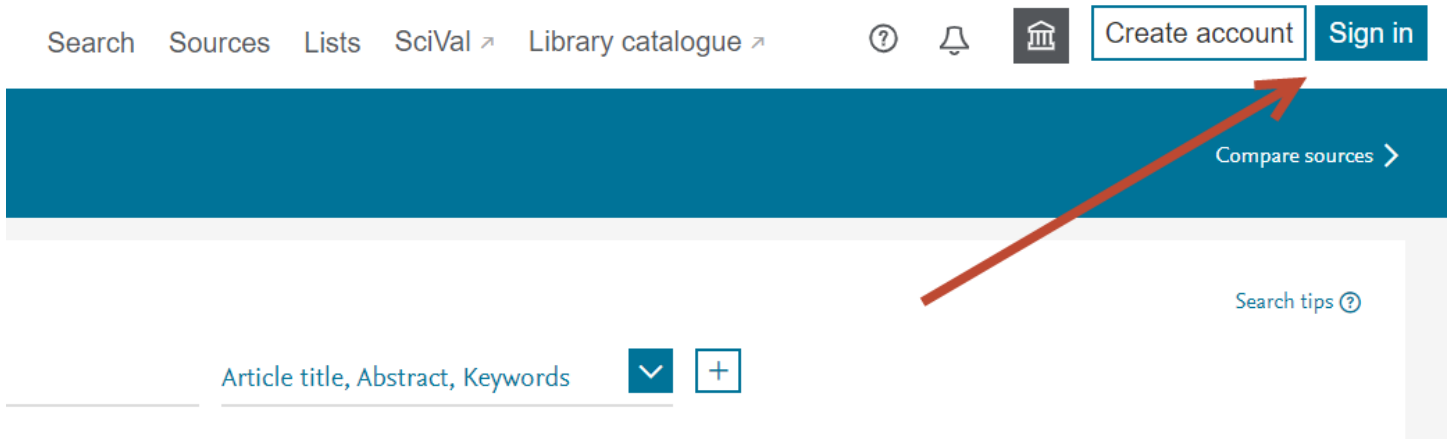 Search Sources Lists SciVal ↗ Library catalogue ↗ Create account Sign in
Compare sources
Search tips
Article title, Abstract, Keywords